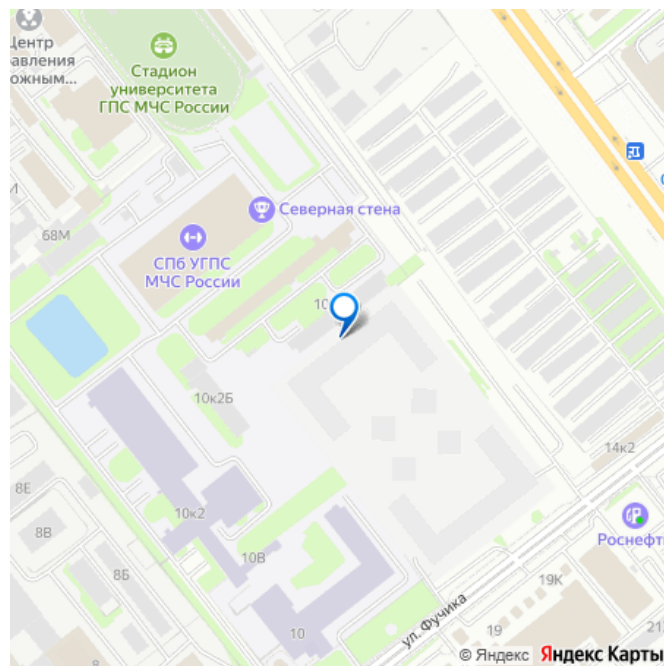 Центр
авления
ожным...
Стадион
университета
ГПС МЧС России
Северная стена
68М
СПб УГПС
МЧС России
10к2Б
14к2
8Е
10к2
8В
Роснефть
10В
8Б
19К
ул. Фучика
10
19
8
© Яндекс Яндекс Карты